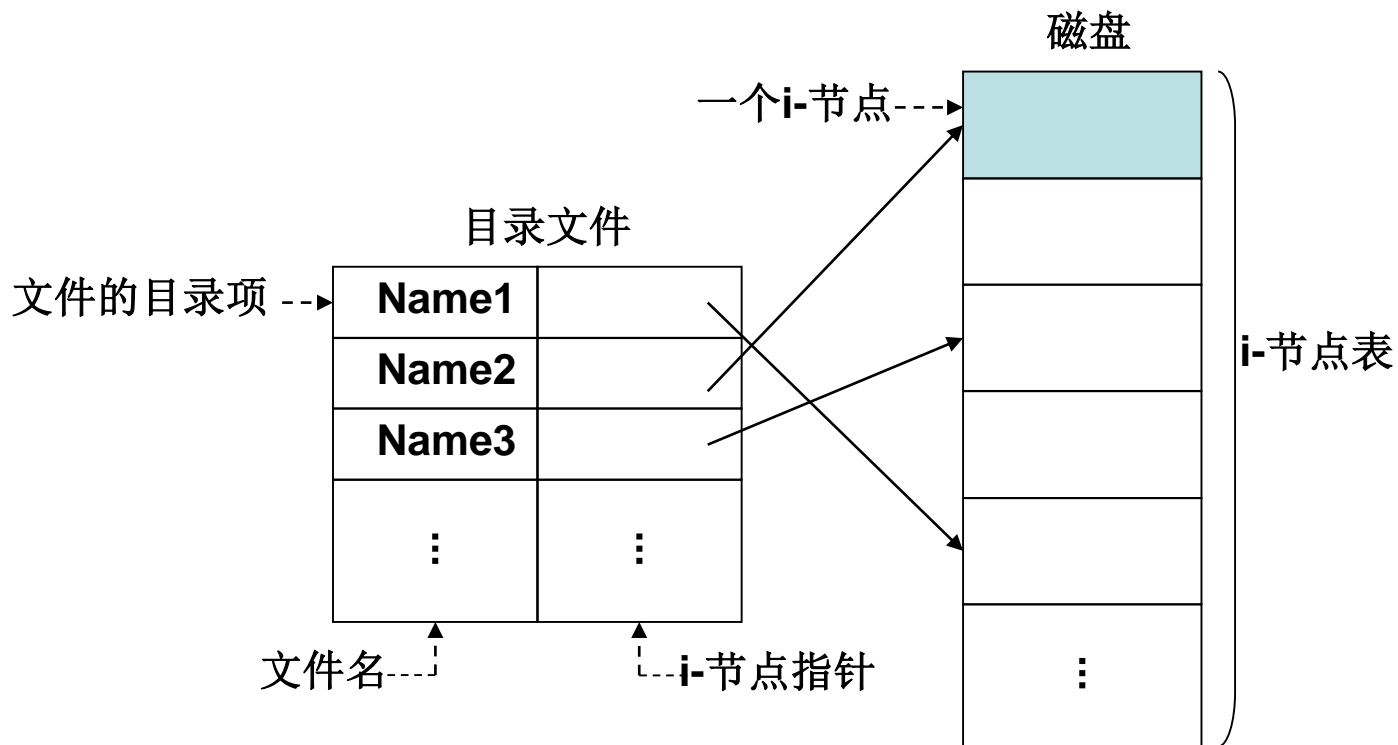 磁盘
一个i-节点
目录文件
文件的目录项
Name1
Name2
Name3
⋮
⋮
i-节点表
文件名
i-节点指针
⋮